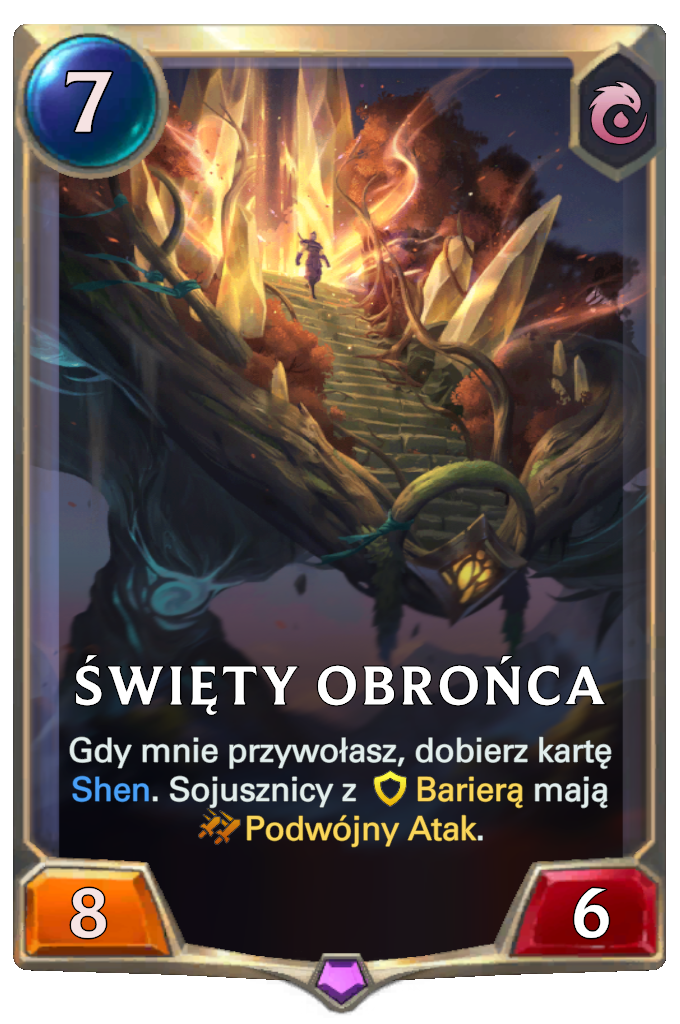 7
ŚWIĘTY OBROŃCA
Gdy mnie przywołasz, dobierz kartę
Shen. Sojusznicy z Barierą mają
Podwójny Atak.
8
6